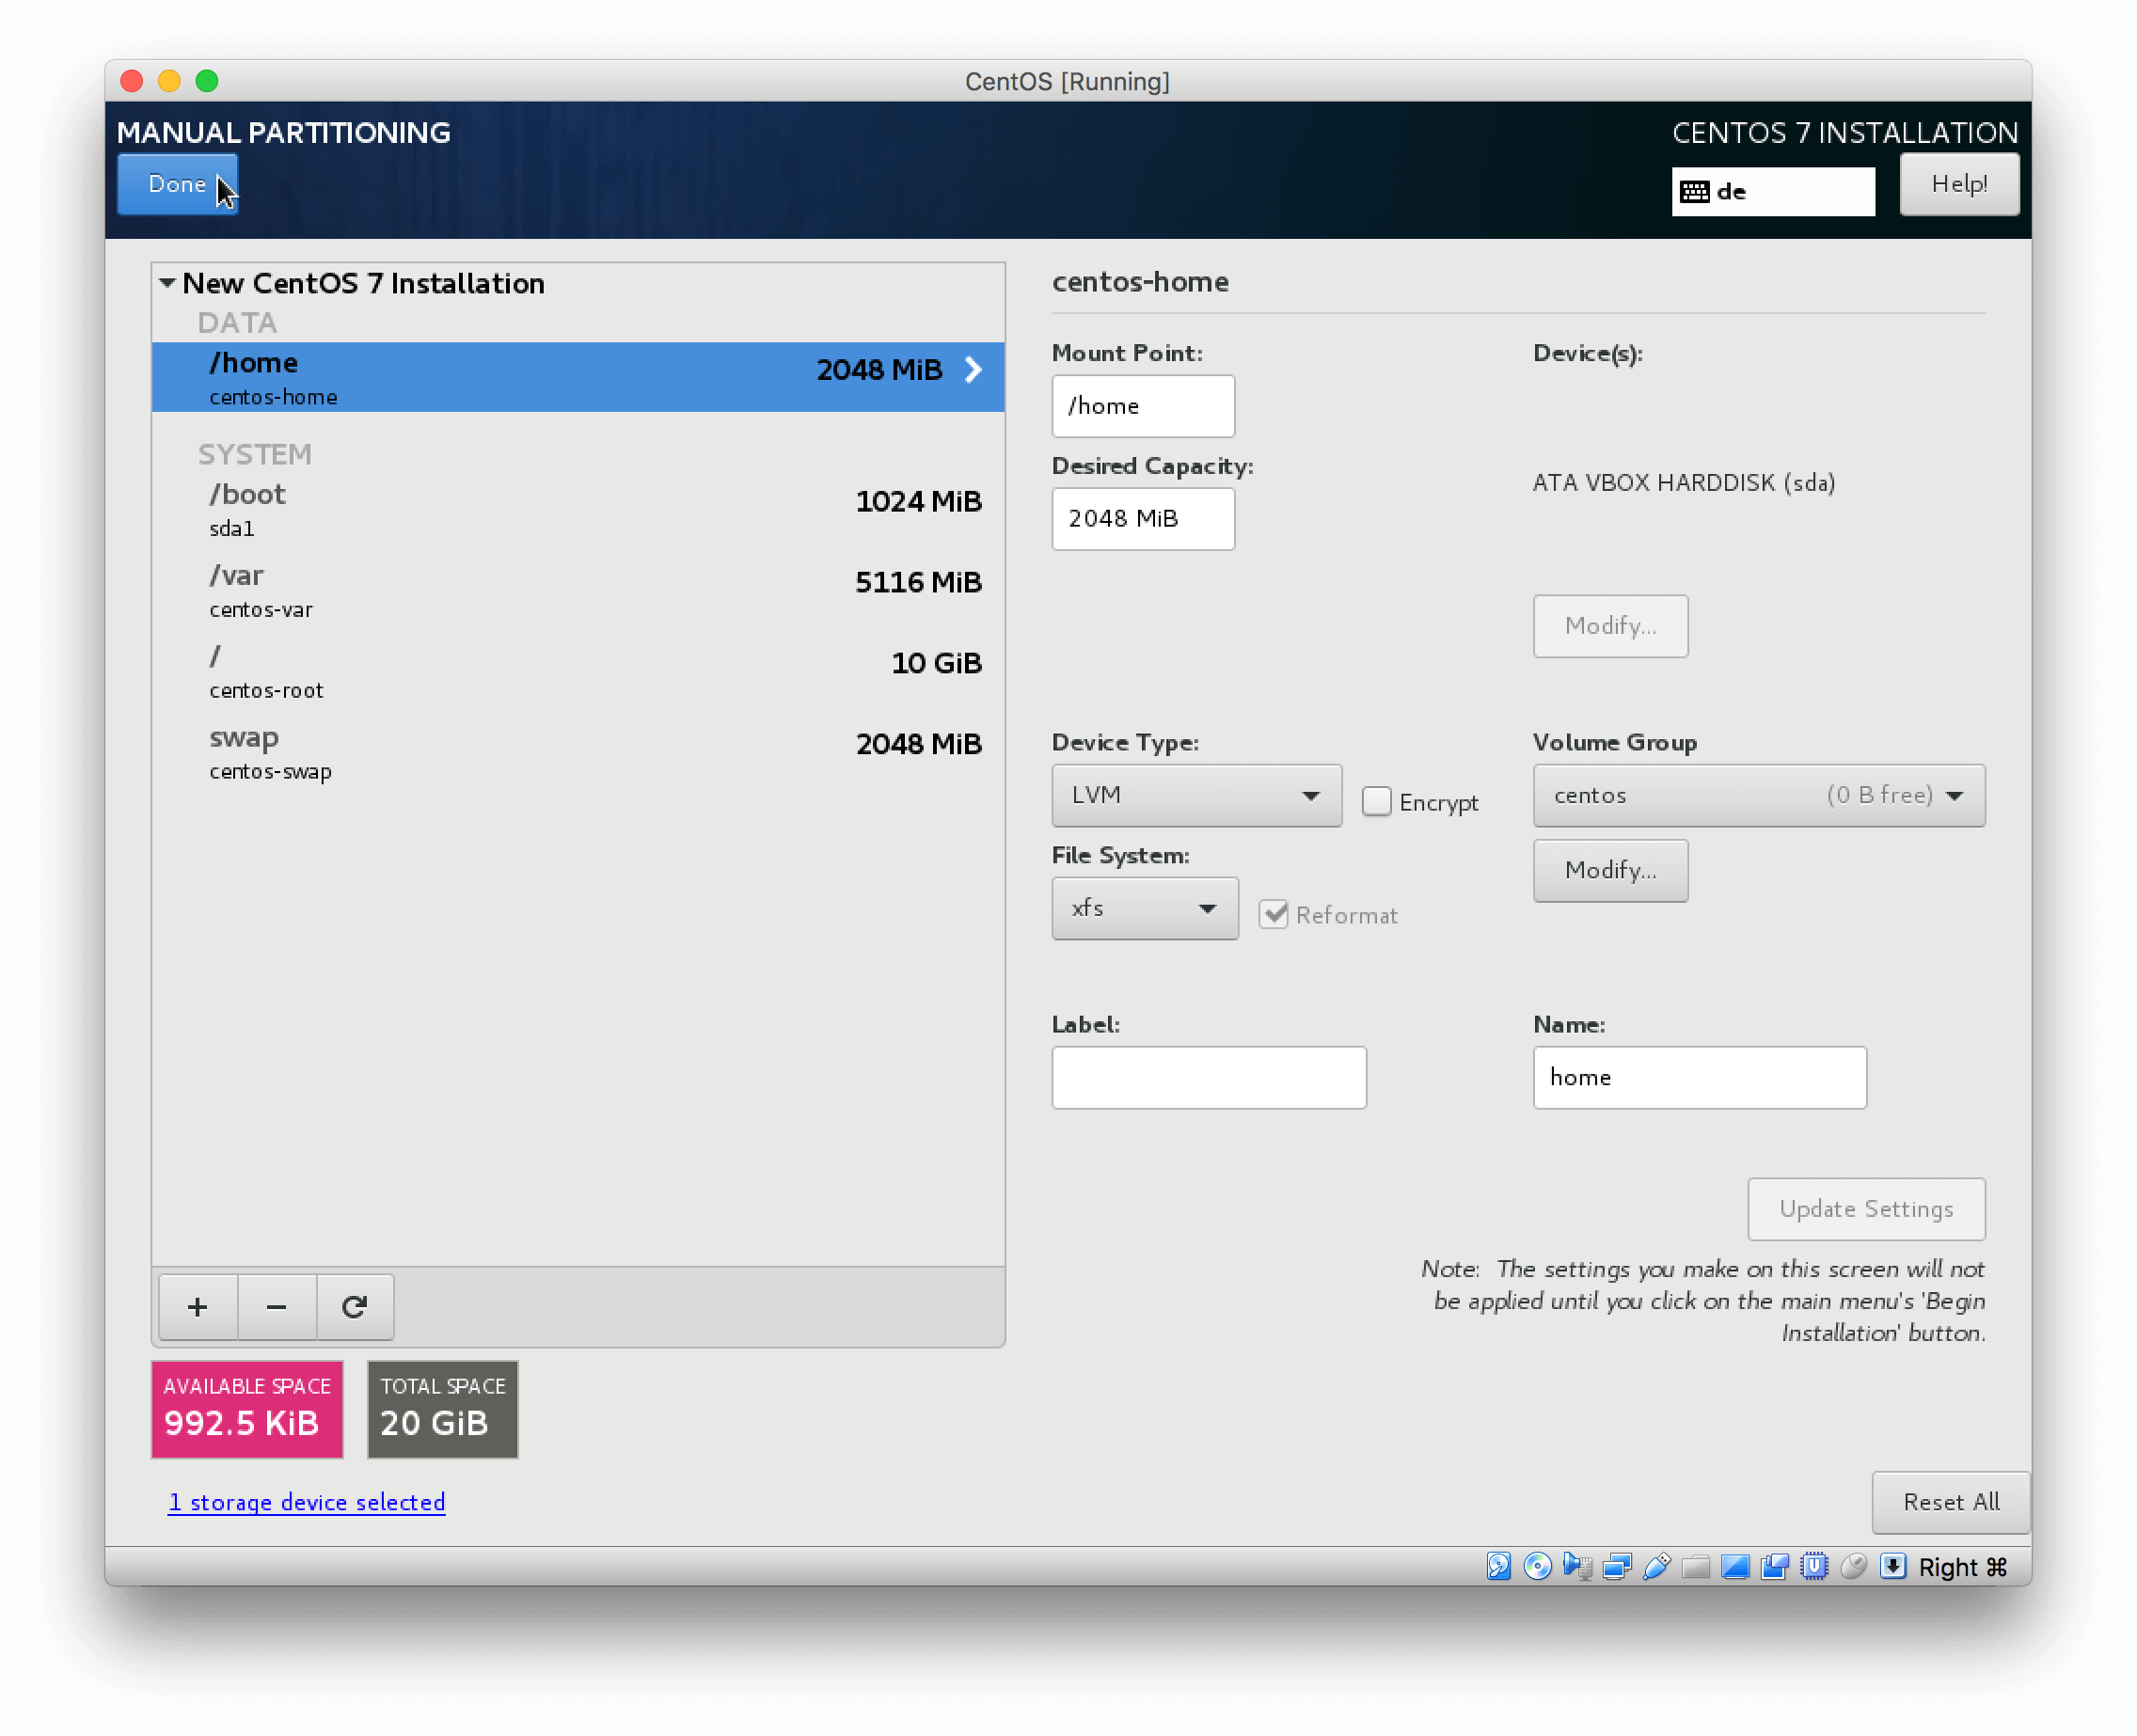 CentOS [Running]
MANUAL PARTITIONING
CENTOS 7 INSTALLATION
Done
de
Help!
New CentOS 7 Installation
DATA
/home
2048 MiB
centos-home
SYSTEM
/boot
1024 MiB
sda1
/var
5116 MiB
centos-var
/
10 GiB
centos-root
swap
2048 MiB
centos-swap
centos-home
Mount Point:
Device(s):
/home
Desired Capacity:
ATA VBOX HARDDISK (sda)
2048 MiB
Modify...
Device Type:
Volume Group
LVM
Encrypt
centos
(0 B free)
File System:
Modify...
xfs
Reformat
Label:
Name:
home
Update Settings
Note: The settings you make on this screen will not
be applied until you click on the main menu's 'Begin
Installation' button.
+
−
AVAILABLE SPACE
992.5 KiB
TOTAL SPACE
20 GiB
1 storage device selected
Reset All
Right ⌘